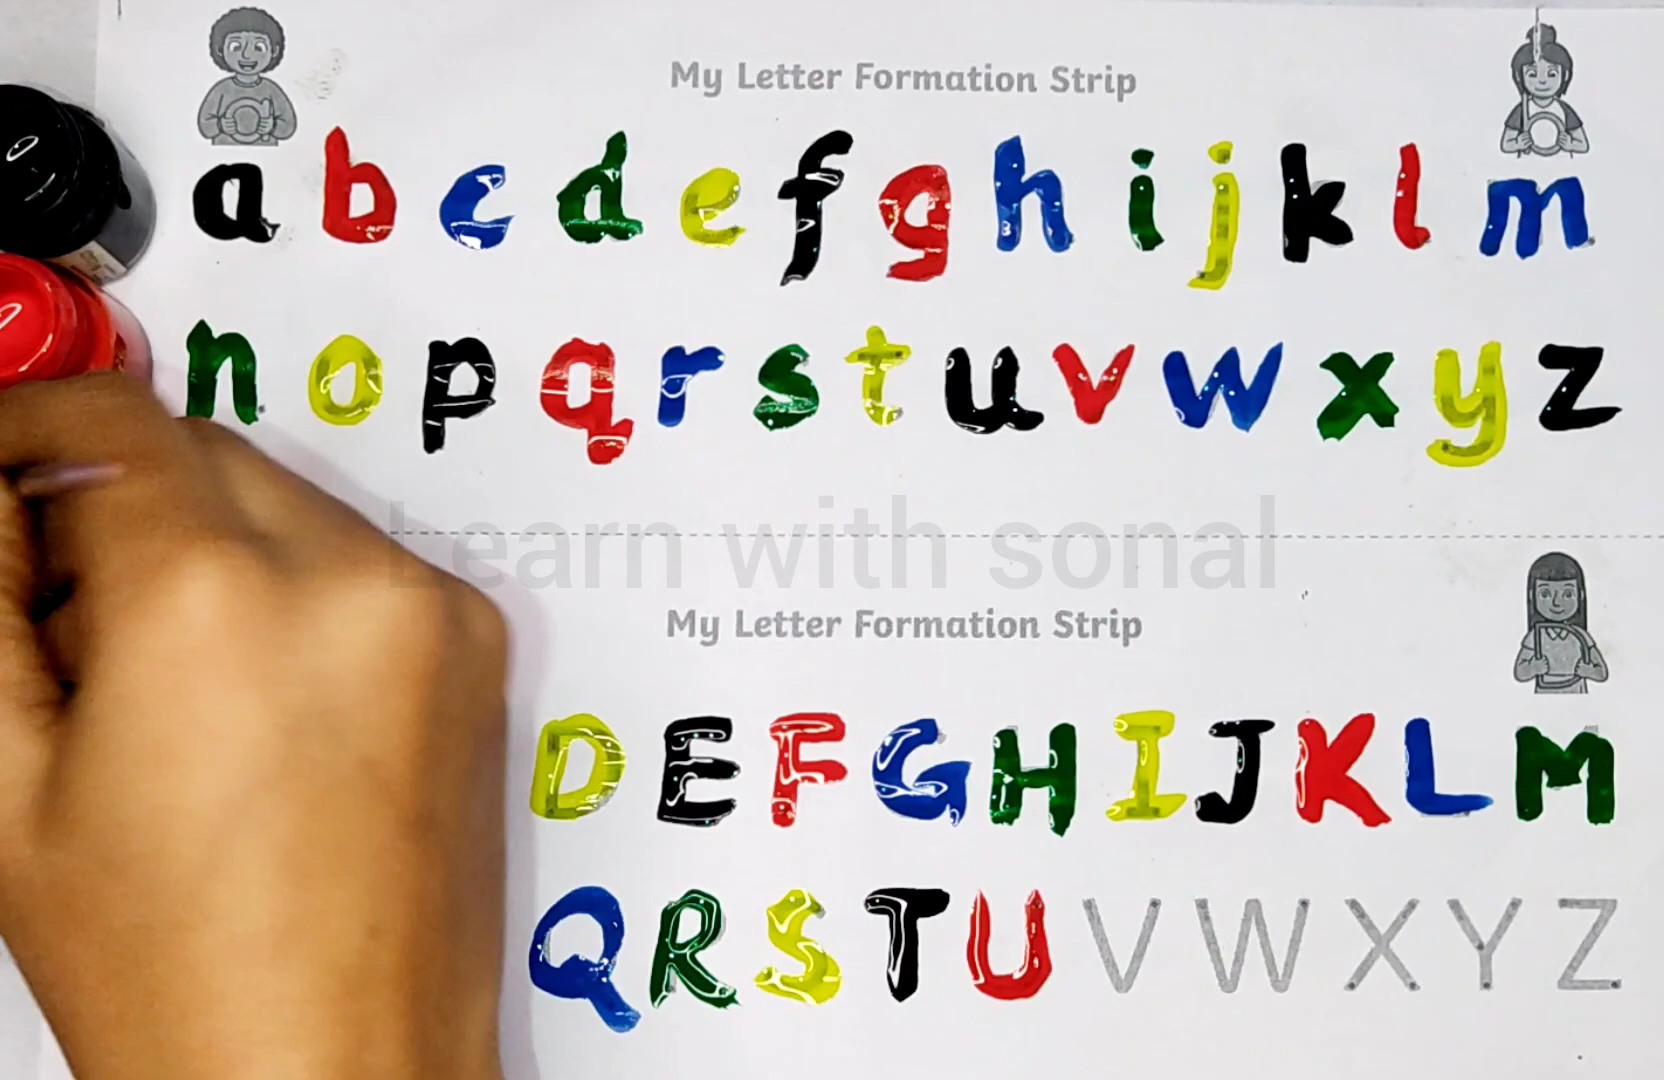 My Letter Formation Strip
a b c d e f g h i j k l m
n o p q r s t u v w x y z
Learn with sonal
My Letter Formation Strip
D E F G H I J K L M
Q R S T U V W X Y Z